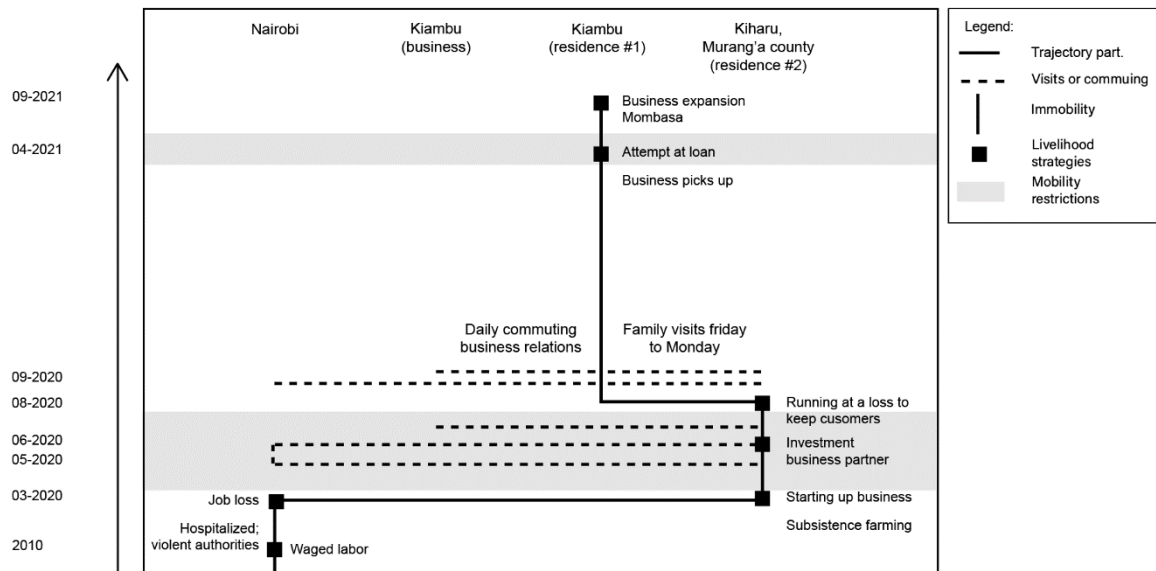 Nairobi
Kiambu
(business)
Kiambu
(residence #1)
Kiharu,
Murang'a county
(residence #2)
Legend:
Trajectory part.
Visits or commuing
Immobility
Livelihood
strategies
Mobility
restrictions
09-2021
Business expansion
Mombasa
04-2021
Attempt at loan
Business picks up
Daily commuting
business relations
Family visits friday
to Monday
09-2020
08-2020
Running at a loss to
keep cusomers
06-2020
Investment
business partner
05-2020
03-2020
Job loss
Starting up business
Hospitalized;
violent authorities
Subsistence farming
2010
Waged labor